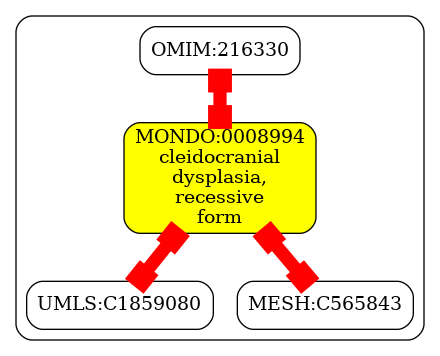 OMIM:216330
MONDO:0008994
cleidocranial
dysplasia,
recessive
form
UMLS:C1859080
MESH:C565843